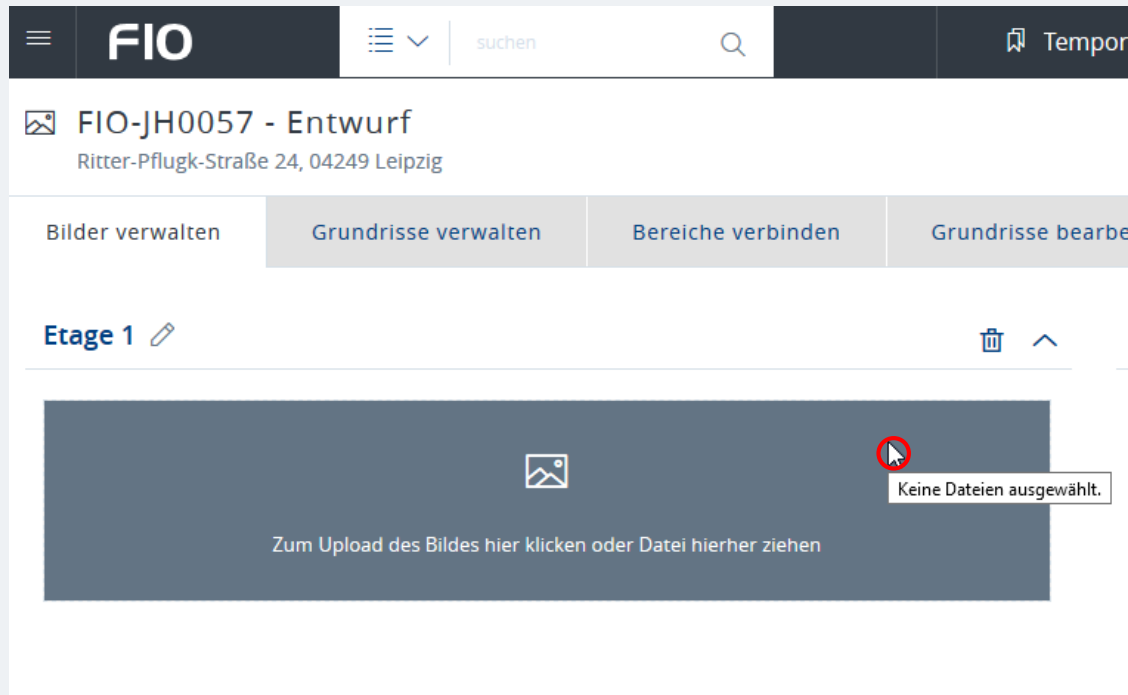 FIO
suchen
Tempor
FIO-JH0057 - Entwurf
Ritter-Pflugk-Straße 24, 04249 Leipzig
Bilder verwalten
Grundrisse verwalten
Bereiche verbinden
Grundrisse bearbe
Etage 1
Keine Dateien ausgewählt.
Zum Upload des Bildes hier klicken oder Datei hierher ziehen